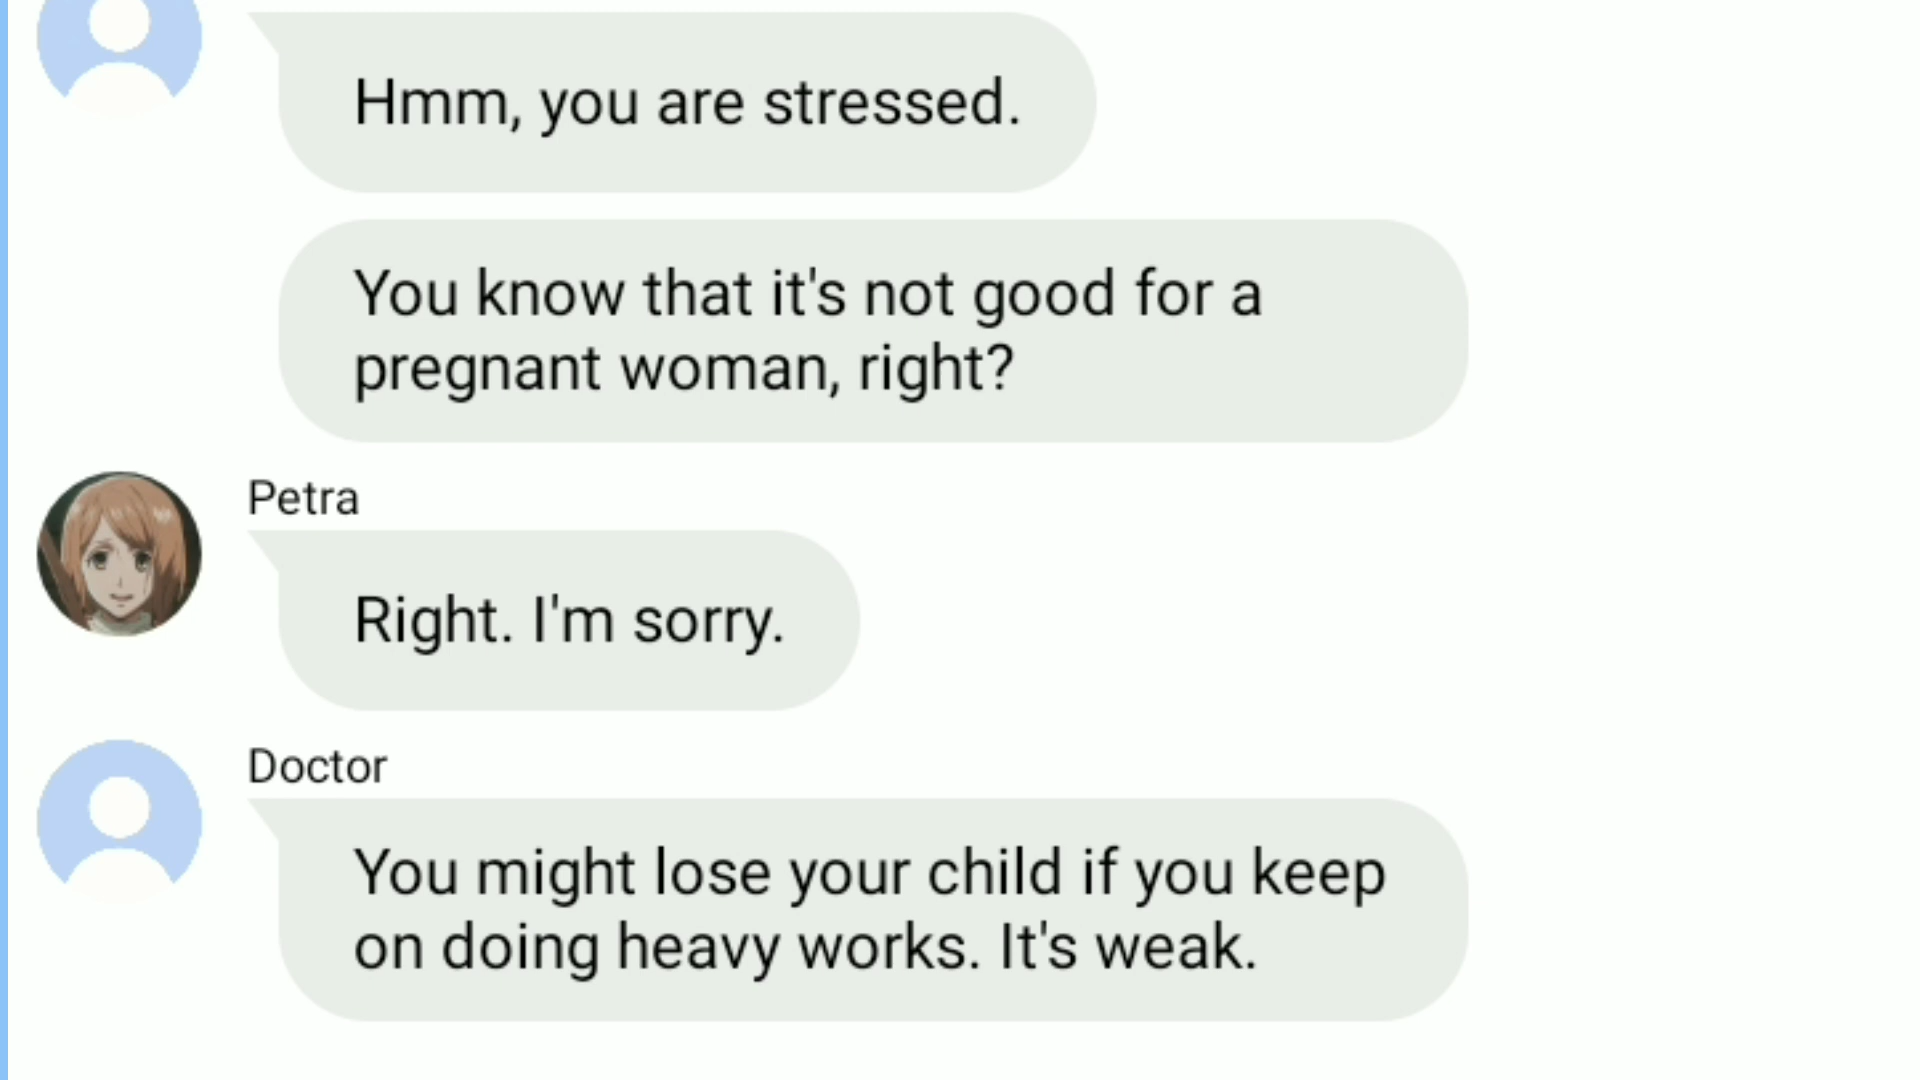 Hmm, you are stressed.
You know that it's not good for a
pregnant woman, right?
Petra
Right. I'm sorry.
Doctor
You might lose your child if you keep
on doing heavy works. It's weak.